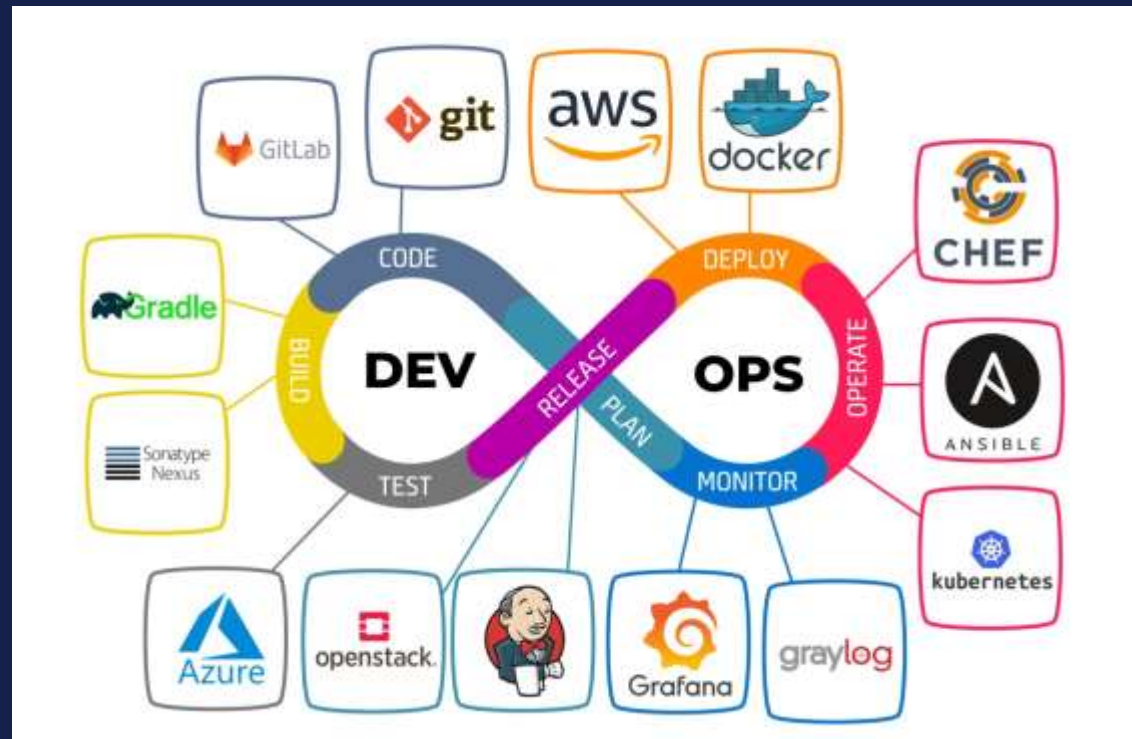 GitLab
git
aws
docker
CHEF
CODE
DEPLOY
Gradle
BUILD
DEV
RELEASE
PLAN
OPS
OPERATE
ANSIBLE
Sonatype
Nexus
TEST
MONITOR
kubernetes
Azure
openstack.
Grafana
graylog